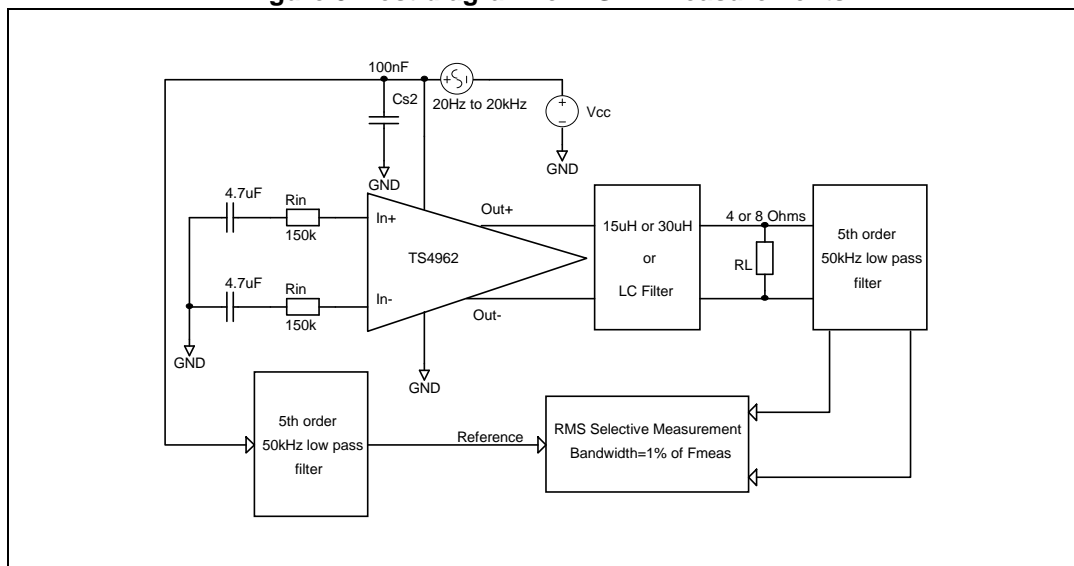 100nF
Cs2
20Hz to 20kHz
+
-
Vcc
GND
GND
4.7uF
Rin
150k
In+
Out+
TS4962
15uH or 30uH
or
LC Filter
4 or 8 Ohms
RL
5th order
50kHz low pass
filter
4.7uF
Rin
150k
In-
Out-
GND
GND
5th order
50kHz low pass
filter
Reference
RMS Selective Measurement
Bandwidth=1% of Fmeas